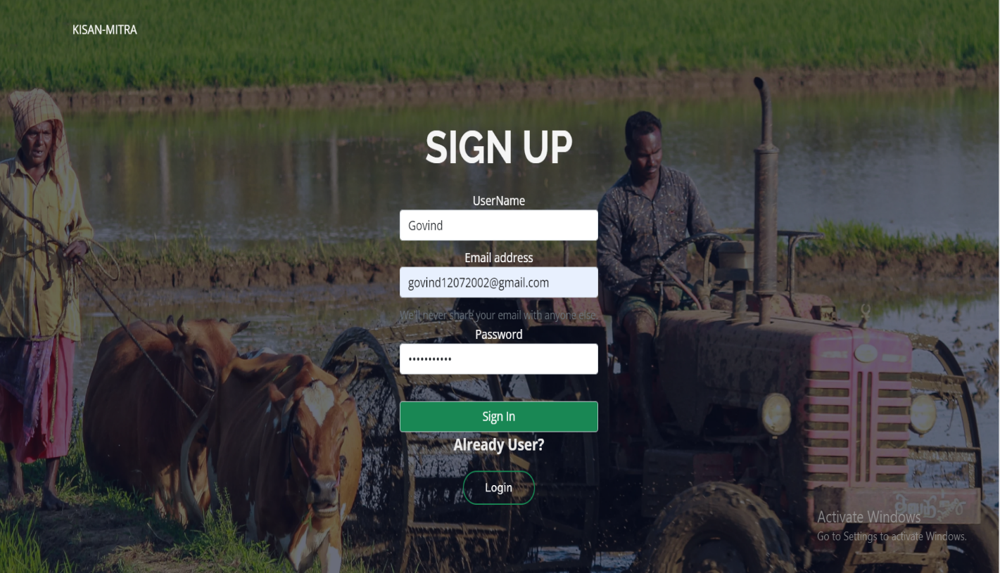 KISAN-MITRA
SIGN UP
UserName
Govind
Email address
govind12072002@gmail.com
We'll never share your email with anyone else.
Password
•••••••••••
Sign In
Already User?
Login
Activate Windows
Go to Settings to activate Windows.